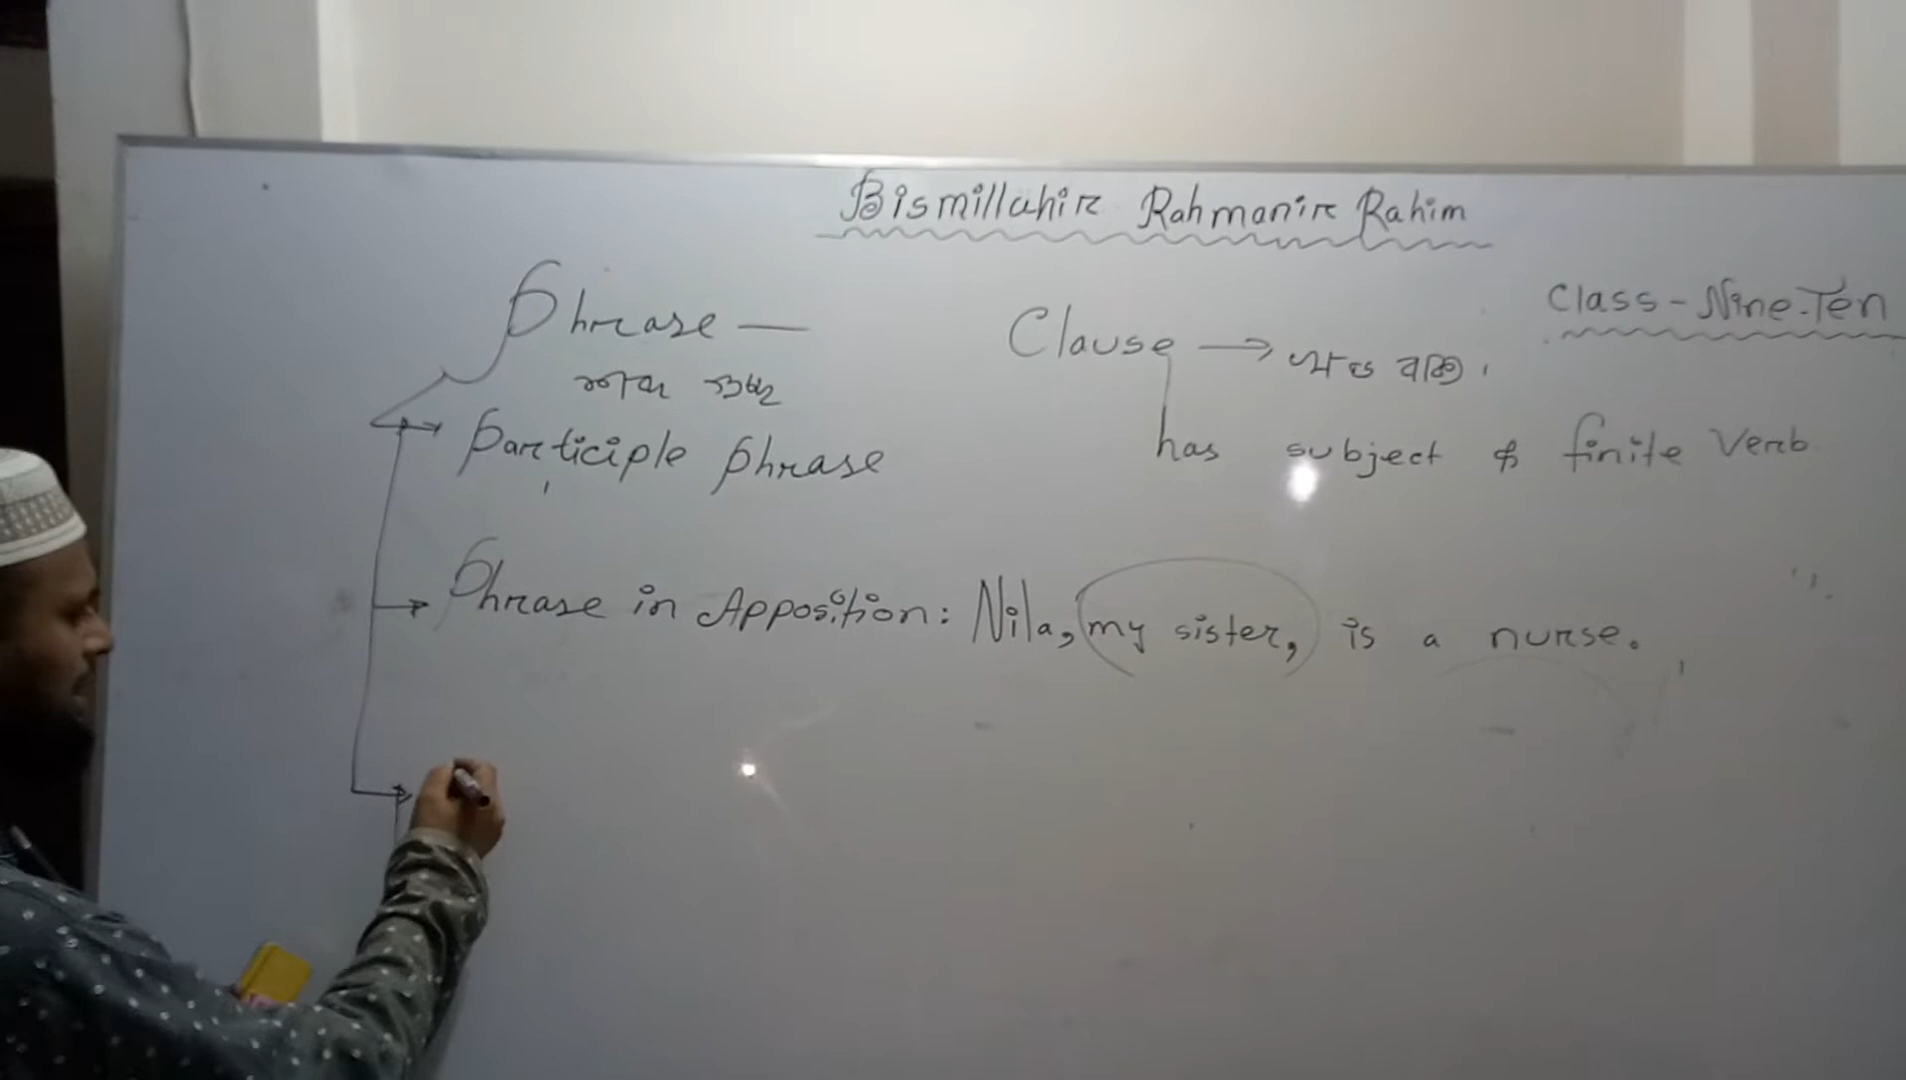 Bismillahir Rahmanir Rahim
Class-Nine-Ten
Phrase —
Clause → খন্ড বাক্য।
Participle phrase
has subject & finite Verb
Phrase in Apposition: Nila, my sister, is a nurse.